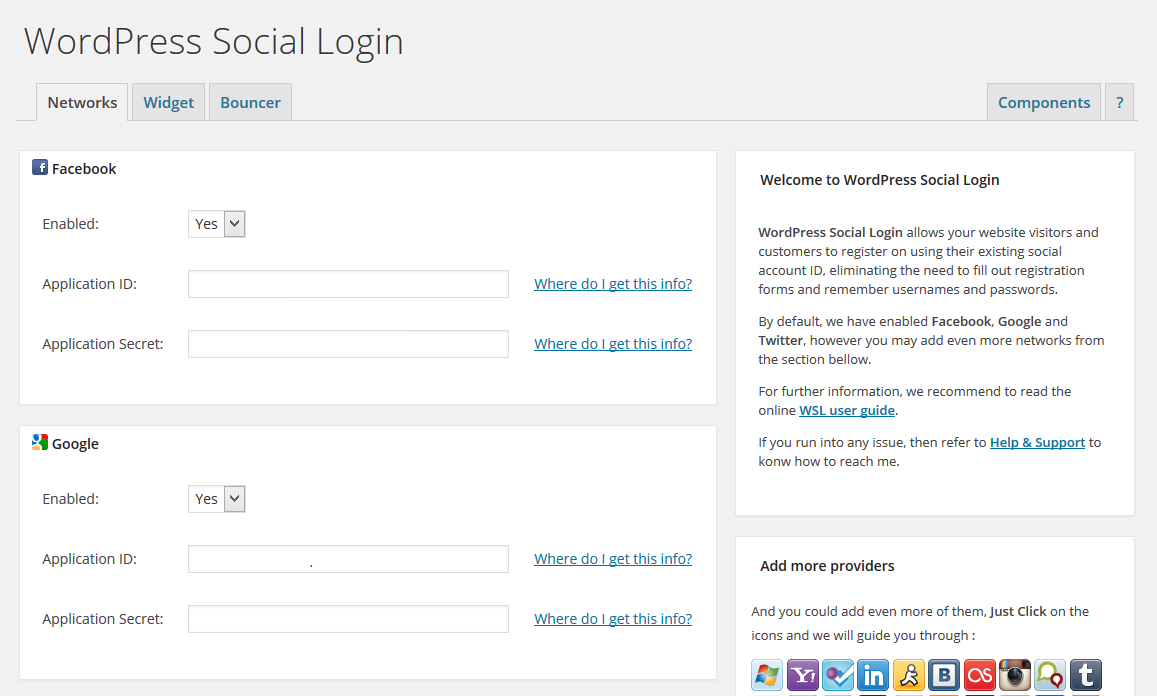 WordPress Social Login
Networks
Widget
Bouncer
Components
?
Facebook
Enabled:
Yes
Application ID:
Where do I get this info?
Application Secret:
Where do I get this info?
Google
Enabled:
Yes
Application ID:
.
Where do I get this info?
Application Secret:
Where do I get this info?
Welcome to WordPress Social Login
WordPress Social Login allows your website visitors and
customers to register on using their existing social
account ID, eliminating the need to fill out registration
forms and remember usernames and passwords.
By default, we have enabled Facebook, Google and
Twitter, however you may add even more networks from
the section bellow.
For further information, we recommend to read the
online WSL user guide.
If you run into any issue, then refer to Help & Support to
konw how to reach me.
Add more providers
And you could add even more of them, Just Click on the
icons and we will guide you through :